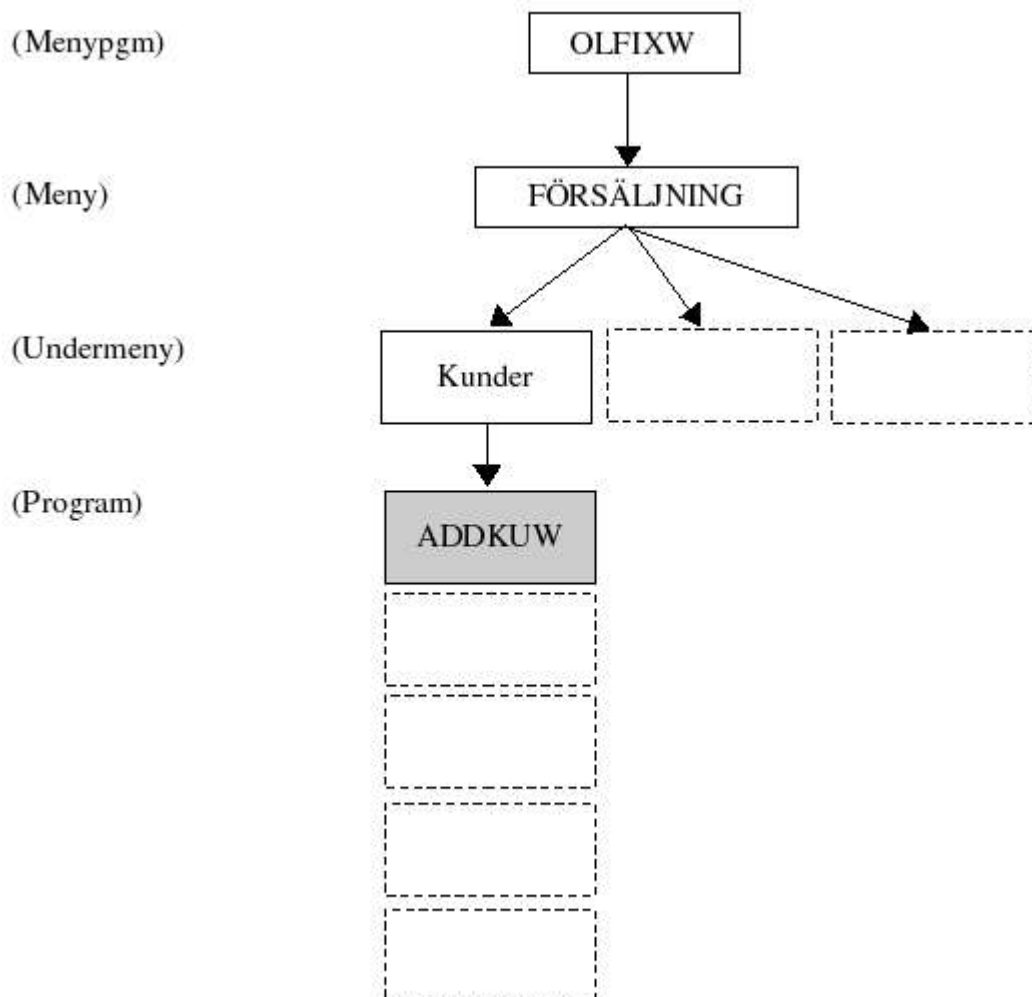 (Menypgm)
OLFIXW
(Meny)
FÖRSÄLJNING
(Undermeny)
Kunder
(Program)
ADDKUW